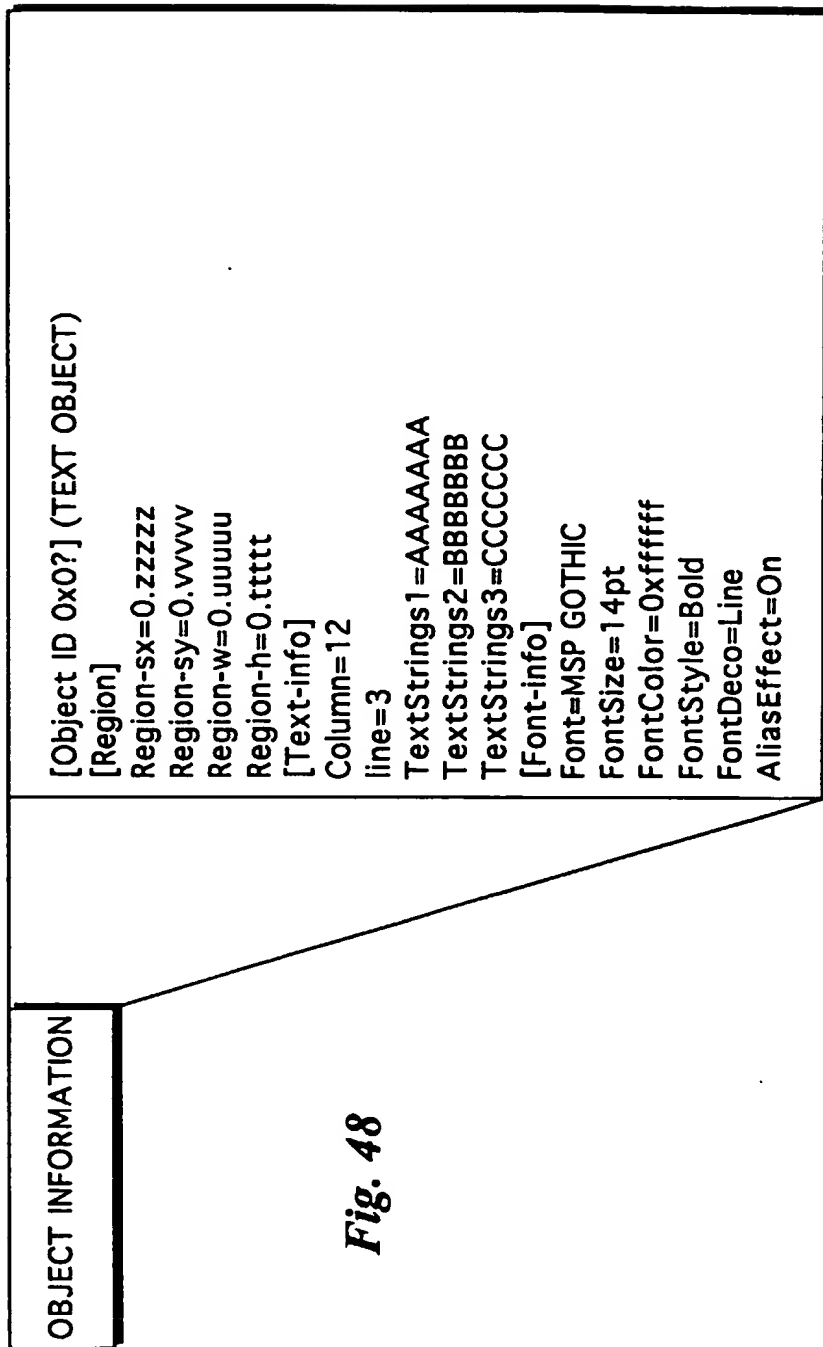 OBJECT INFORMATION
[Object ID 0x0?] (TEXT OBJECT)
[Region]
Region-sx=0.zzzzz
Region-sy=0.vvvvv
Region-w=0.uuuuu
Region-h=0.ttttt
[Text-info]
Column=12
line=3
TextStrings1=AAAAAAA
TextStrings2=BBBBBBB
TextStrings3=CCCCCCC
[Font-info]
Font=MSP GOTHIC
FontSize=14pt
FontColor=0xffffff
FontStyle=Bold
FontDeco=Line
AliasEffect=On
Fig. 48